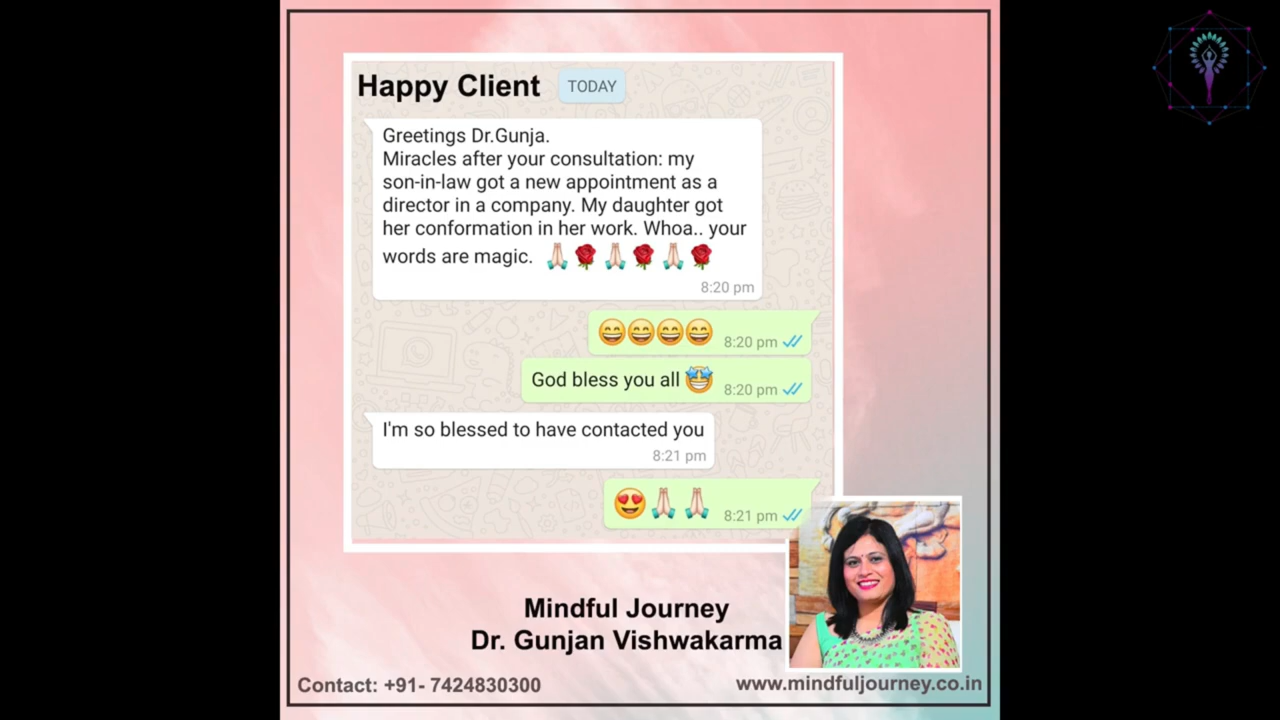 Happy Client TODAY
Greetings Dr.Gunja.
Miracles after your consultation: my
son-in-law got a new appointment as a
director in a company. My daughter got
her conformation in her work. Whoa.. your
words are magic. 🙏🏻🌹🙏🏻🌹🙏🏻🌹
8:20 pm
😄😄😄😄 8:20 pm
God bless you all 🤩 8:20 pm
I'm so blessed to have contacted you
8:21 pm
😍🙏🏻🙏🏻 8:21 pm
Mindful Journey
Dr. Gunjan Vishwakarma
Contact: +91- 7424830300
www.mindfuljourney.co.in